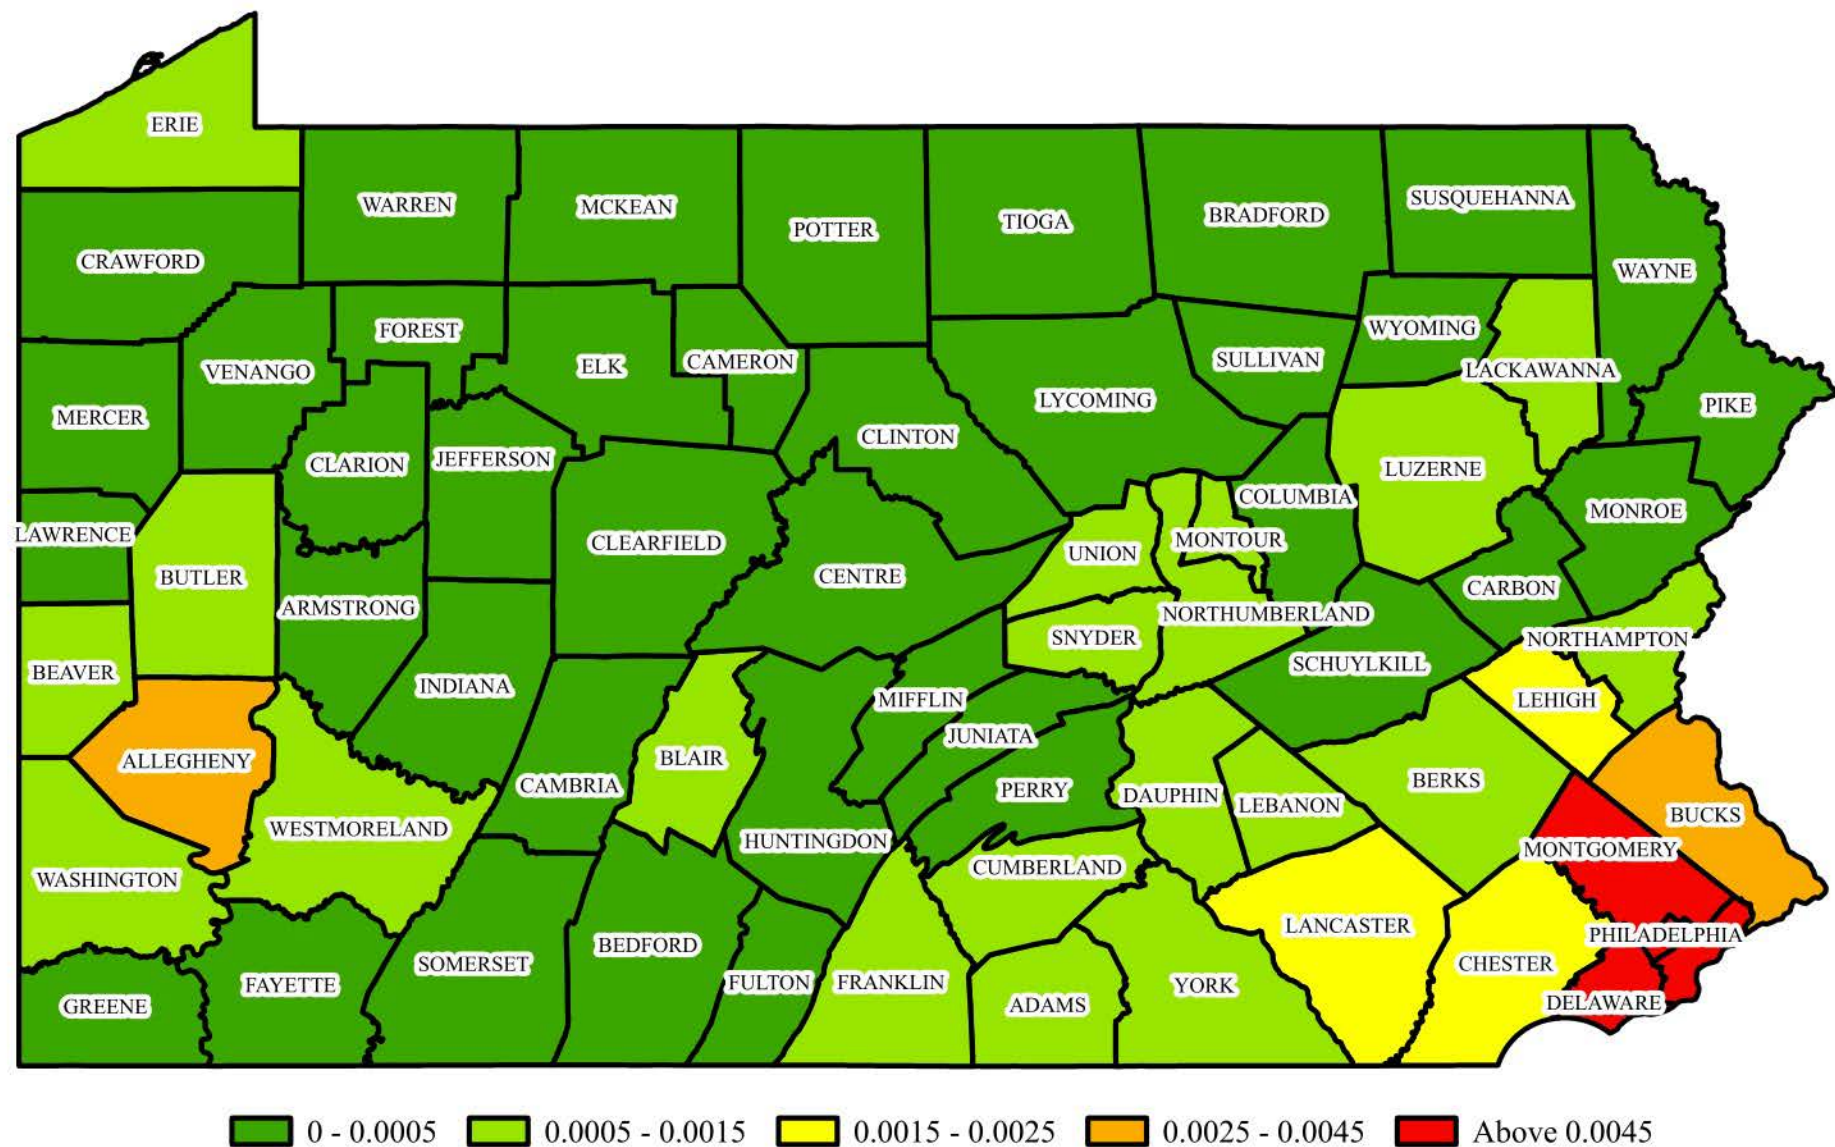 ERIE
WARREN
MCKEAN
POTTER
TIOGA
BRADFORD
SUSQUEHANNA
WAYNE
CRAWFORD
FOREST
VENANGO
ELK
CAMERON
SULLIVAN
WYOMING
LACKAWANNA
PIKE
MERCER
LYCOMING
CLINTON
CLARION
JEFFERSON
LUZERNE
COLUMBIA
MONROE
LAWRENCE
CLEARFIELD
UNION
MONTOUR
BUTLER
CENTRE
CARBON
ARMSTRONG
NORTHUMBERLAND
SNYDER
NORTHAMPTON
BEAVER
INDIANA
SCHUYLKILL
MIFFLIN
LEHIGH
JUNIATA
ALLEGHENY
BLAIR
CAMBRIA
PERRY
DAUPHIN
LEBANON
BERKS
BUCKS
WESTMORELAND
HUNTINGDON
MONTGOMERY
CUMBERLAND
WASHINGTON
LANCASTER
PHILADELPHIA
BEDFORD
SOMERSET
CHESTER
FAYETTE
FULTON
FRANKLIN
YORK
GREENE
ADAMS
DELAWARE
0 - 0.0005 0.0005 - 0.0015 0.0015 - 0.0025 0.0025 - 0.0045 Above 0.0045